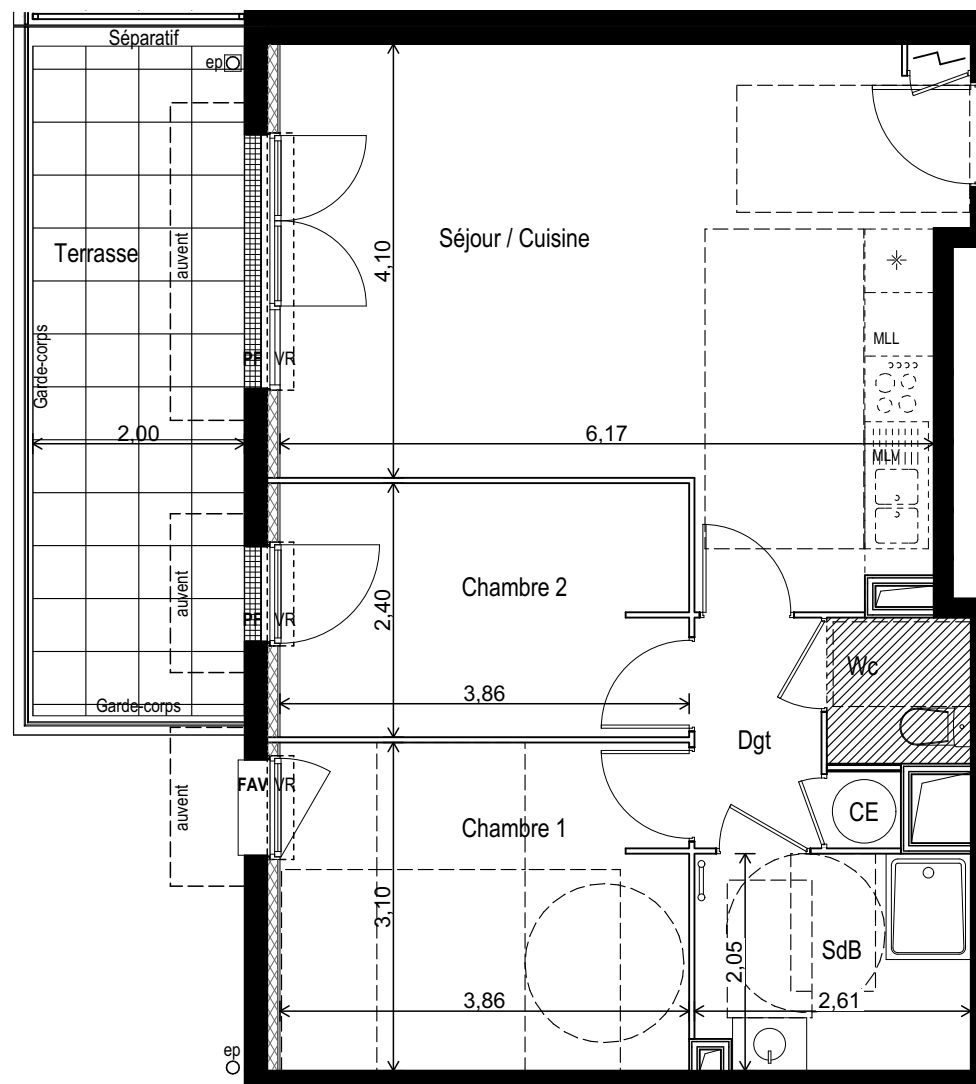 Séparatif
ep
Terrasse
auvent
Garde-corps
4,10
Séjour / Cuisine
MLL
PF VR
2,00
6,17
MLV
Chambre 2
auvent
2,40
PF VR
Wc
3,86
Garde-corps
Dgt
auvent
FAV VR
CE
Chambre 1
3,10
SdB
2,05
3,86
2,61
ep